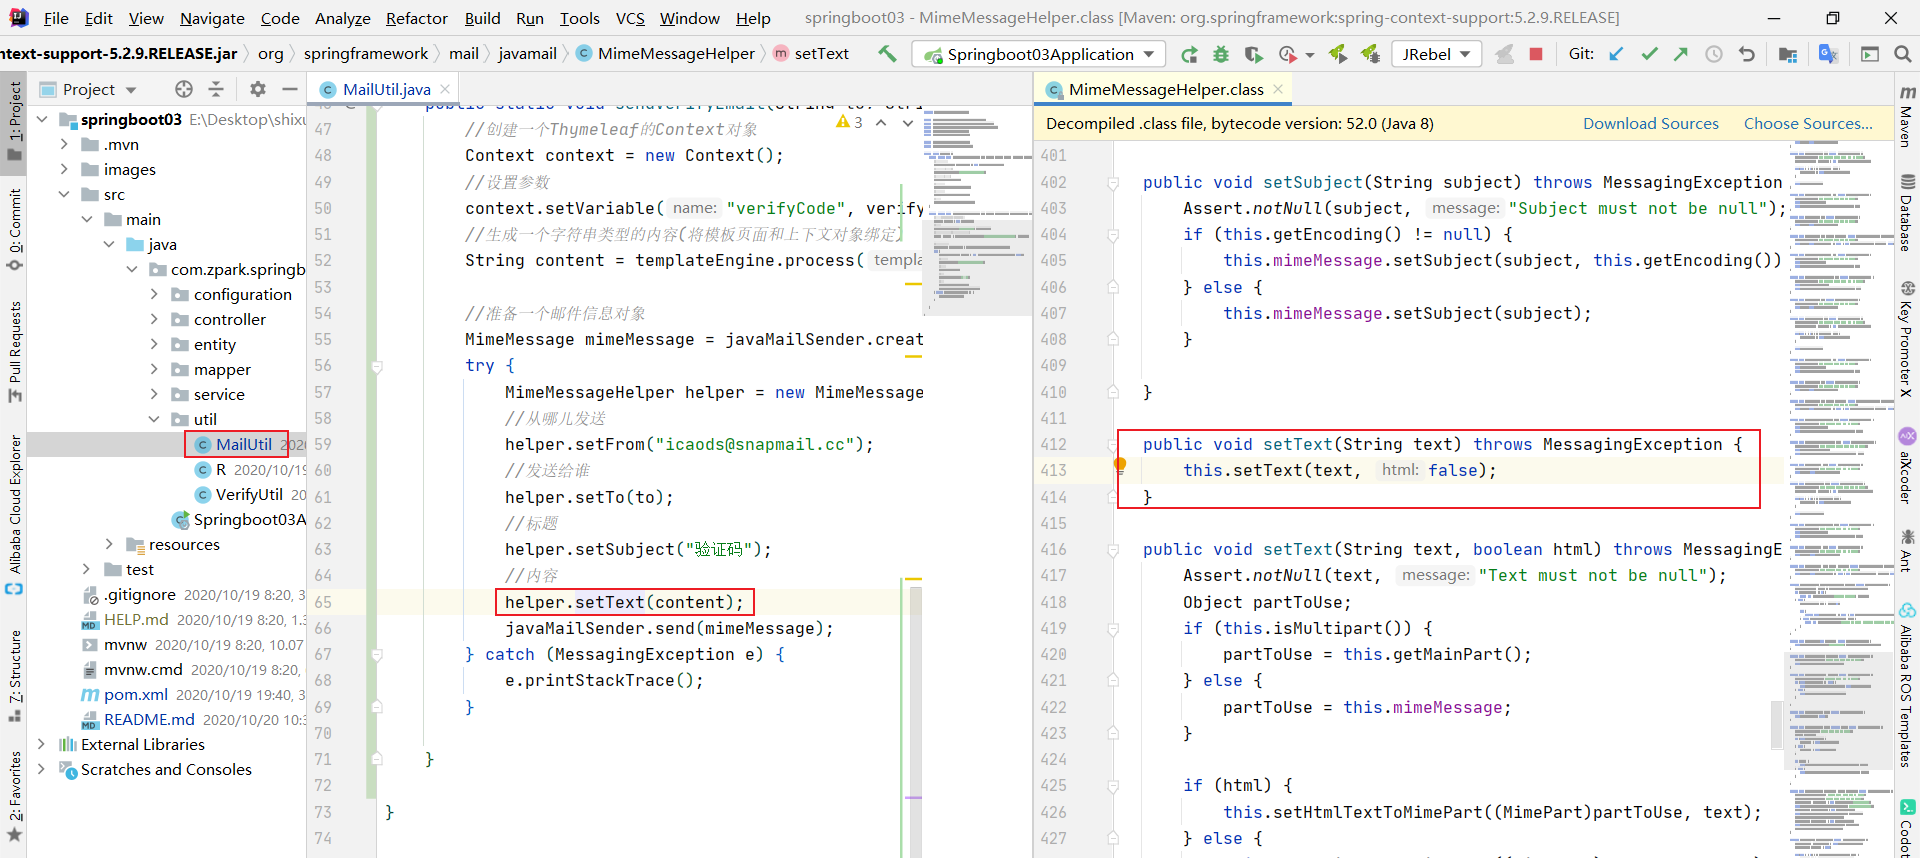 File Edit View Navigate Code Analyze Refactor Build Run Tools VCS Window Help springboot03 - MimeMessageHelper.class [Maven: org.springframework:spring-context-support:5.2.9.RELEASE]
ntext-support-5.2.9.RELEASE.jar org springframework mail javamail MimeMessageHelper setText Springboot03Application JRebel Git:
1: Project
0: Commit
Pull Requests
Alibaba Cloud Explorer
7: Structure
2: Favorites
Project
springboot03 E:\Desktop\shixu
.mvn
images
src
main
java
com.zpark.springb
configuration
controller
entity
mapper
service
util
MailUtil 202
R 2020/10/19
VerifyUtil 20
Springboot03A
resources
test
.gitignore 2020/10/19 8:20, 3
HELP.md 2020/10/19 8:20, 1.3
mvnw 2020/10/19 8:20, 10.07
mvnw.cmd 2020/10/19 8:20, 6
pom.xml 2020/10/19 19:40, 3
README.md 2020/10/20 10:3
External Libraries
Scratches and Consoles
MailUtil.java
3
46 public static void sendVerifyEmail(String to, Stri
47 //创建一个Thymeleaf的Context对象
48 Context context = new Context();
49 //设置参数
50 context.setVariable( name: "verifyCode", verify
51 //生成一个字符串类型的内容(将模板页面和上下文对象绑定)
52 String content = templateEngine.process( templa
53
54 //准备一个邮件信息对象
55 MimeMessage mimeMessage = javaMailSender.creat
56 try {
57 MimeMessageHelper helper = new MimeMessage
58 //从哪儿发送
59 helper.setFrom("icaods@snapmail.cc");
60 //发送给谁
61 helper.setTo(to);
62 //标题
63 helper.setSubject("验证码");
64 //内容
65 helper.setText(content);
66 javaMailSender.send(mimeMessage);
67 } catch (MessagingException e) {
68 e.printStackTrace();
69 }
70
71 }
72
73 }
74
MimeMessageHelper.class
Decompiled .class file, bytecode version: 52.0 (Java 8) Download Sources Choose Sources...
401
402 public void setSubject(String subject) throws MessagingException
403 Assert.notNull(subject, message: "Subject must not be null");
404 if (this.getEncoding() != null) {
405 this.mimeMessage.setSubject(subject, this.getEncoding())
406 } else {
407 this.mimeMessage.setSubject(subject);
408 }
409
410 }
411
412 public void setText(String text) throws MessagingException {
413 this.setText(text, html: false);
414 }
415
416 public void setText(String text, boolean html) throws MessagingE
417 Assert.notNull(text, message: "Text must not be null");
418 Object partToUse;
419 if (this.isMultipart()) {
420 partToUse = this.getMainPart();
421 } else {
422 partToUse = this.mimeMessage;
423 }
424
425 if (html) {
426 this.setHtmlTextToMimePart((MimePart)partToUse, text);
427 } else {
Maven
Database
Key Promoter X
aiXcoder
Ant
Alibaba ROS Templates
Codot